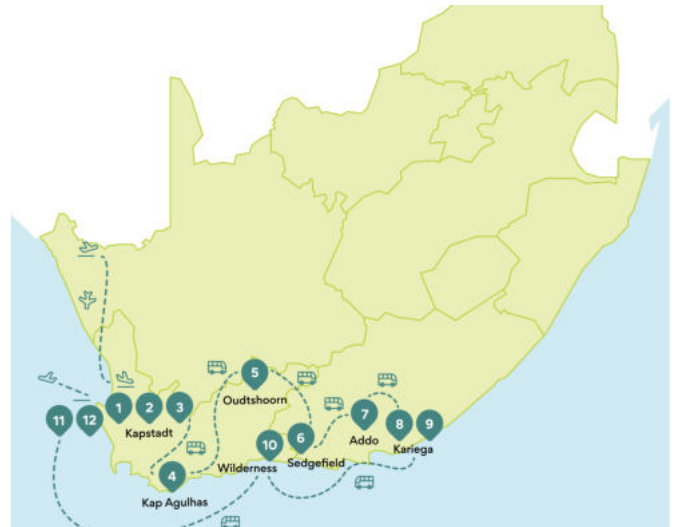 5
Oudtshoorn
1 2 3
Kapstadt
11 12
4
Kap Agulhas
10
Wilderness
6
Sedgefield
7
Addo
8 9
Kariega